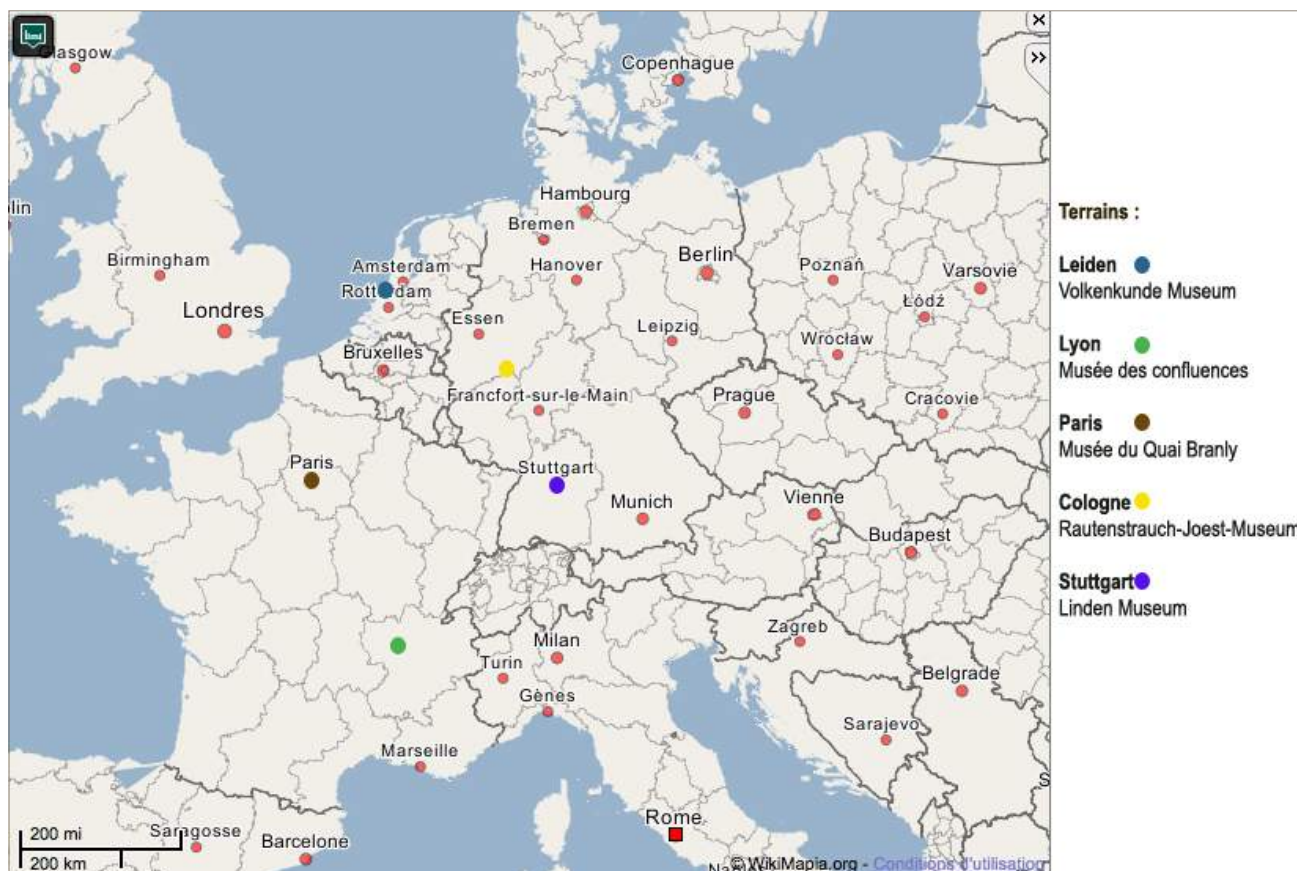 Glasgow
Copenhague
×
»
Hambourg
Bremen
Hanover
Berlin
Poznań
Varsovie
Łódź
Wrocław
Birmingham
Londres
Amsterdam
Rotterdam
Essen
Leipzig
Bruxelles
Francfort-sur-le-Main
Prague
Cracovie
Paris
Stuttgart
Munich
Vienne
Budapest
Zagreb
Milan
Turin
Gênes
Belgrade
Sarajevo
Marseille
Rome
200 mi
200 km
Saragosse
Barcelone
© WikiMapia.org - Conditions d'utilisation
Terrains :
Leiden
Volkenkunde Museum
Lyon
Musée des confluences
Paris
Musée du Quai Branly
Cologne
Rautenstrauch-Joest-Museum
Stuttgart
Linden Museum